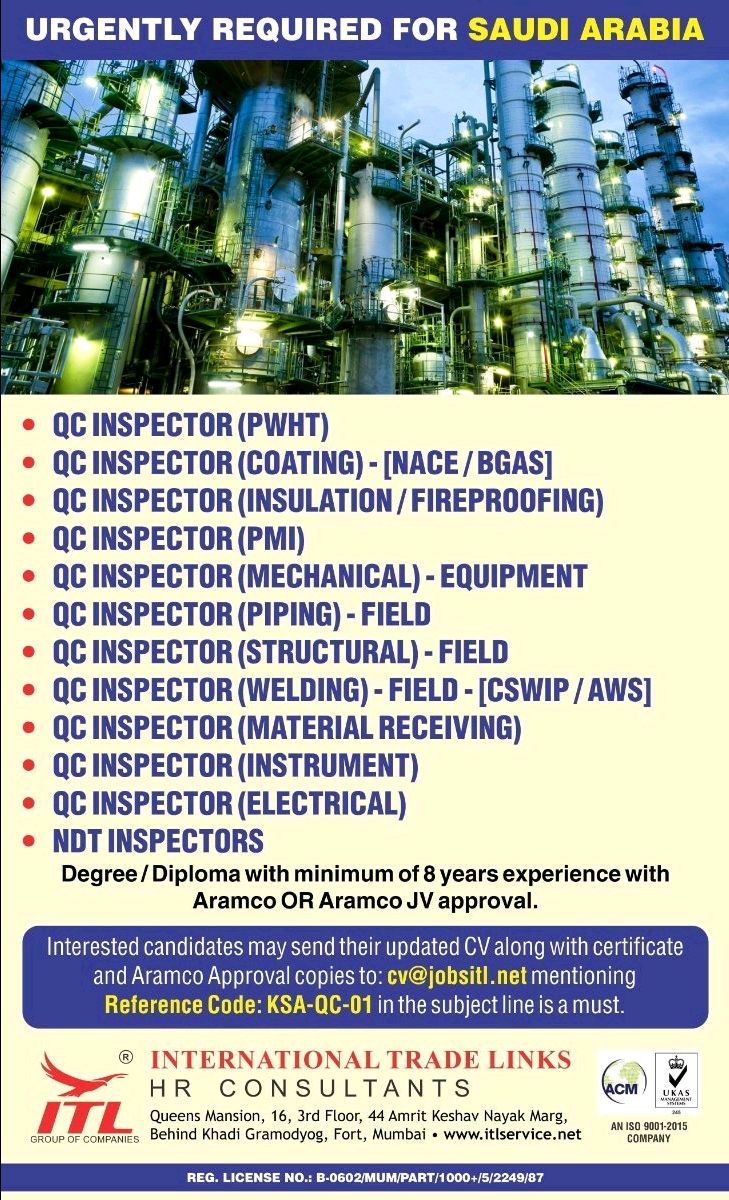 URGENTLY REQUIRED FOR SAUDI ARABIA
• QC INSPECTOR (PWHT)
• QC INSPECTOR (COATING) - [NACE / BGAS]
• QC INSPECTOR (INSULATION / FIREPROOFING)
• QC INSPECTOR (PMI)
• QC INSPECTOR (MECHANICAL) - EQUIPMENT
• QC INSPECTOR (PIPING) - FIELD
• QC INSPECTOR (STRUCTURAL) - FIELD
• QC INSPECTOR (WELDING) - FIELD - [CSWIP / AWS]
• QC INSPECTOR (MATERIAL RECEIVING)
• QC INSPECTOR (INSTRUMENT)
• QC INSPECTOR (ELECTRICAL)
• NDT INSPECTORS
Degree / Diploma with minimum of 8 years experience with
Aramco OR Aramco JV approval.
Interested candidates may send their updated CV along with certificate
and Aramco Approval copies to: cv@jobsitl.net mentioning
Reference Code: KSA-QC-01 in the subject line is a must.
®
ITL
GROUP OF COMPANIES
INTERNATIONAL TRADE LINKS
HR CONSULTANTS
Queens Mansion, 16, 3rd Floor, 44 Amrit Keshav Nayak Marg,
Behind Khadi Gramodyog, Fort, Mumbai • www.itlservice.net
ACM
UKAS
MANAGEMENT
SYSTEMS
AN ISO 9001-2015
COMPANY
REG. LICENSE NO.: B-0602/MUM/PART/1000+/5/2249/87